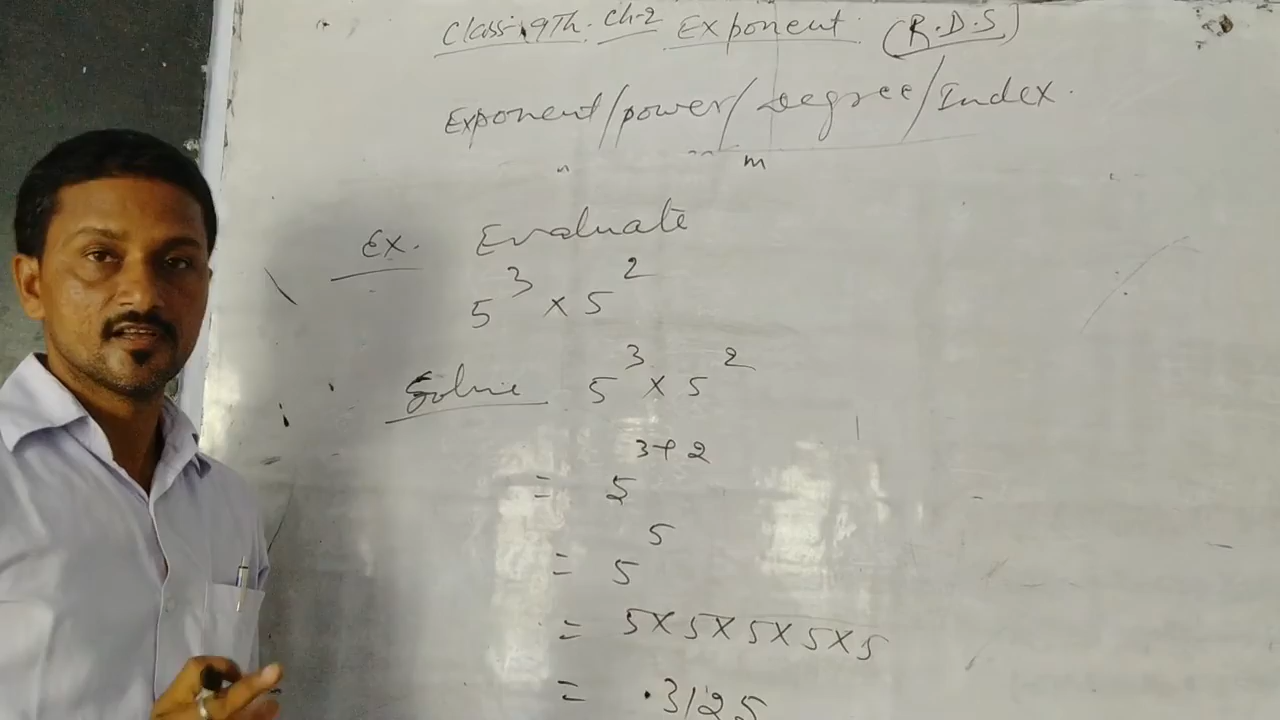 Class-9Th. Ch-2 Exponent. (R.D.S)
Exponent/power/degree/Index.
m
Ex. Evaluate
5³ × 5²
Solve 5³ × 5²
= 5³⁺²
= 5⁵
= 5×5×5×5×5
= 3125